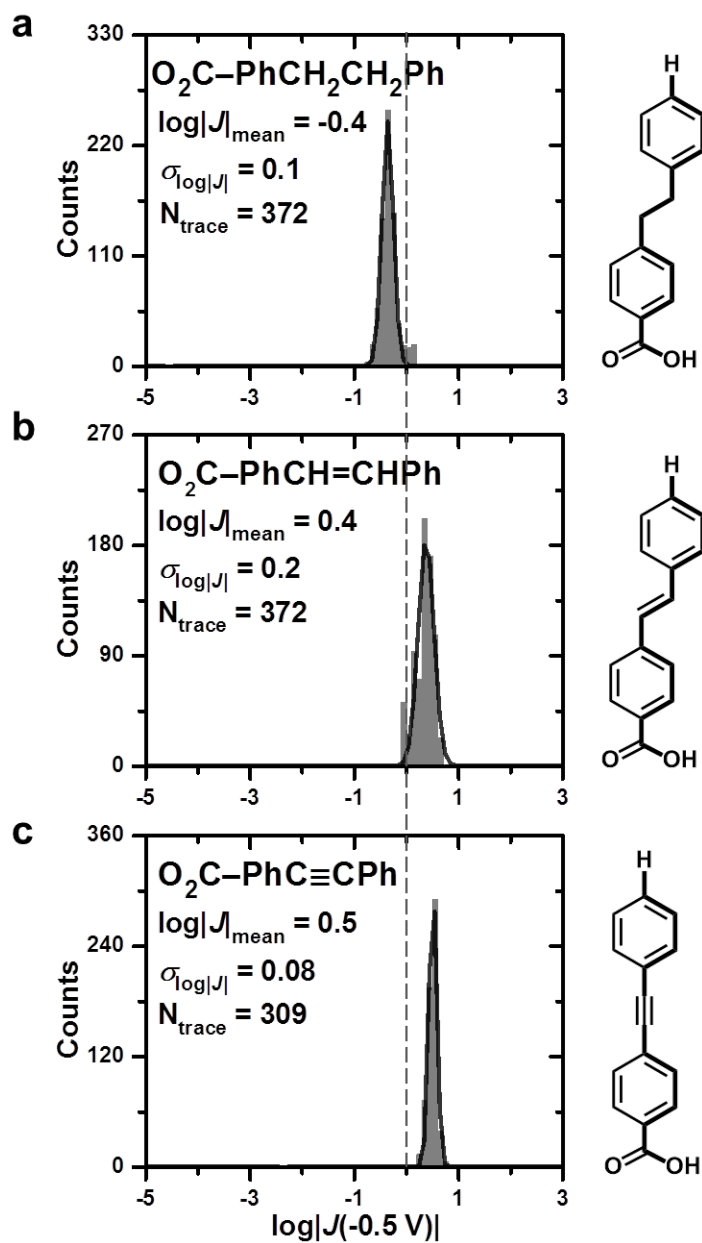 a
330
220
110
0
Counts
O₂C–PhCH₂CH₂Ph
log|J|mean = -0.4
σlog|J| = 0.1
Ntrace = 372
-5
-3
-1
1
3
H
O
OH
b
270
180
90
0
Counts
O₂C–PhCH=CHPh
log|J|mean = 0.4
σlog|J| = 0.2
Ntrace = 372
-5
-3
-1
1
3
H
O
OH
c
360
240
120
0
Counts
O₂C–PhC≡CPh
log|J|mean = 0.5
σlog|J| = 0.08
Ntrace = 309
-5
-3
-1
1
3
log|J(-0.5 V)|
H
O
OH